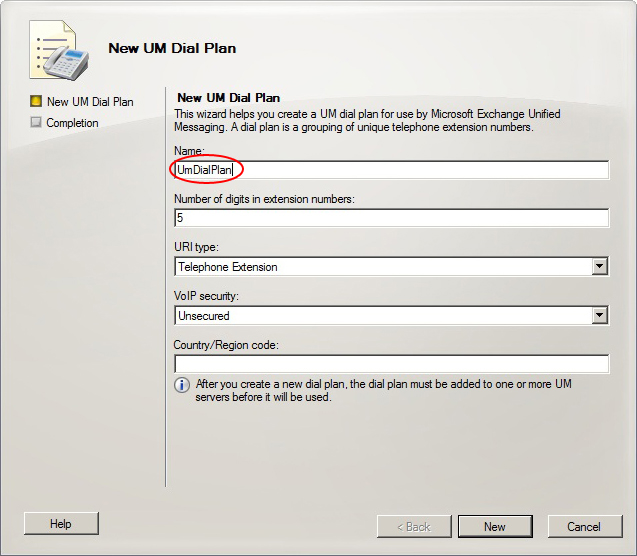 New UM Dial Plan
New UM Dial Plan
Completion
New UM Dial Plan
This wizard helps you create a UM dial plan for use by Microsoft Exchange Unified
Messaging. A dial plan is a grouping of unique telephone extension numbers.
Name:
UmDialPlan
Number of digits in extension numbers:
5
URI type:
Telephone Extension
VoIP security:
Unsecured
Country/Region code:
After you create a new dial plan, the dial plan must be added to one or more UM
servers before it will be used.
Help
< Back
New
Cancel